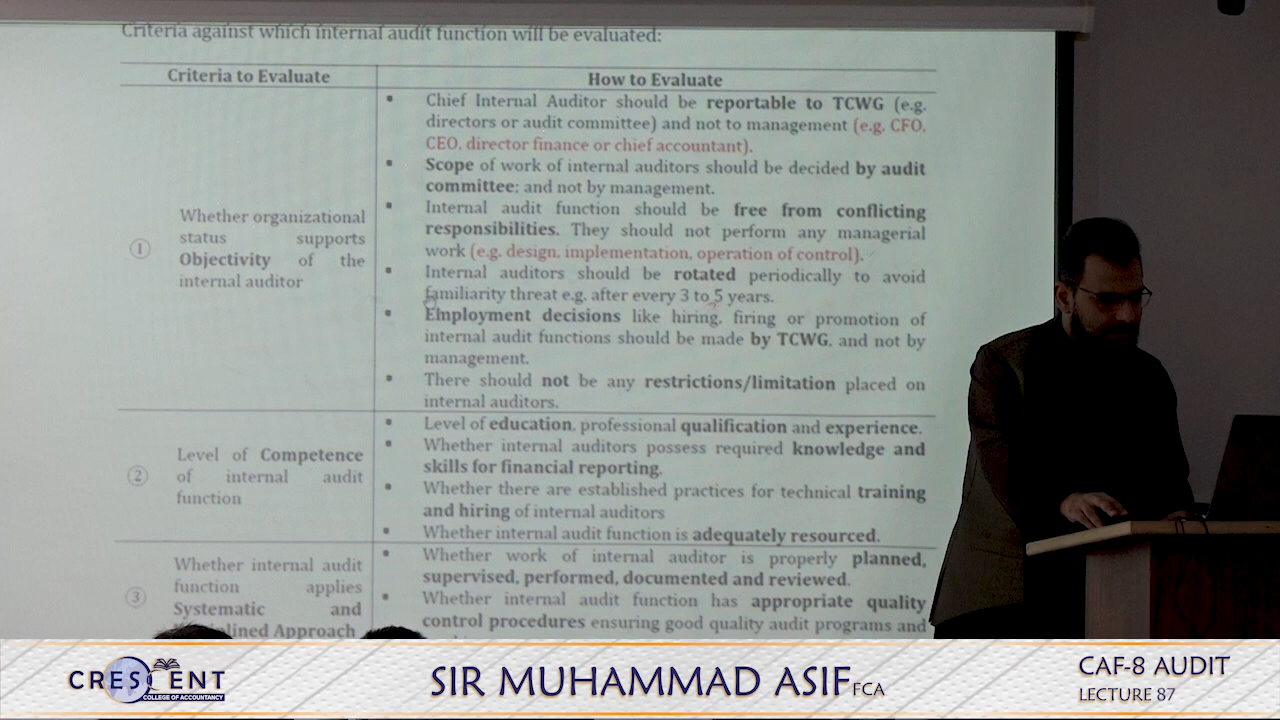 Criteria against which internal audit function will be evaluated:
Criteria to Evaluate
How to Evaluate
①
Whether organizational
status supports
Objectivity of the
internal auditor
▪ Chief Internal Auditor should be reportable to TCWG (e.g.
directors or audit committee) and not to management (e.g. CFO,
CEO, director finance or chief accountant).
▪ Scope of work of internal auditors should be decided by audit
committee; and not by management.
▪ Internal audit function should be free from conflicting
responsibilities. They should not perform any managerial
work (e.g. design, implementation, operation of control).
▪ Internal auditors should be rotated periodically to avoid
familiarity threat e.g. after every 3 to 5 years.
▪ Employment decisions like hiring, firing or promotion of
internal audit functions should be made by TCWG, and not by
management.
▪ There should not be any restrictions/limitation placed on
internal auditors.
②
Level of Competence
of internal audit
function
▪ Level of education, professional qualification and experience.
▪ Whether internal auditors possess required knowledge and
skills for financial reporting.
▪ Whether there are established practices for technical training
and hiring of internal auditors
▪ Whether internal audit function is adequately resourced.
③
Whether internal audit
function applies
Systematic and
Approach
▪ Whether work of internal auditor is properly planned,
supervised, performed, documented and reviewed.
▪ Whether internal audit function has appropriate quality
control procedures ensuring good quality audit programs and
CRESCENT
COLLEGE OF ACCOUNTANCY
SIR MUHAMMAD ASIF FCA
CAF-8 AUDIT
LECTURE 87